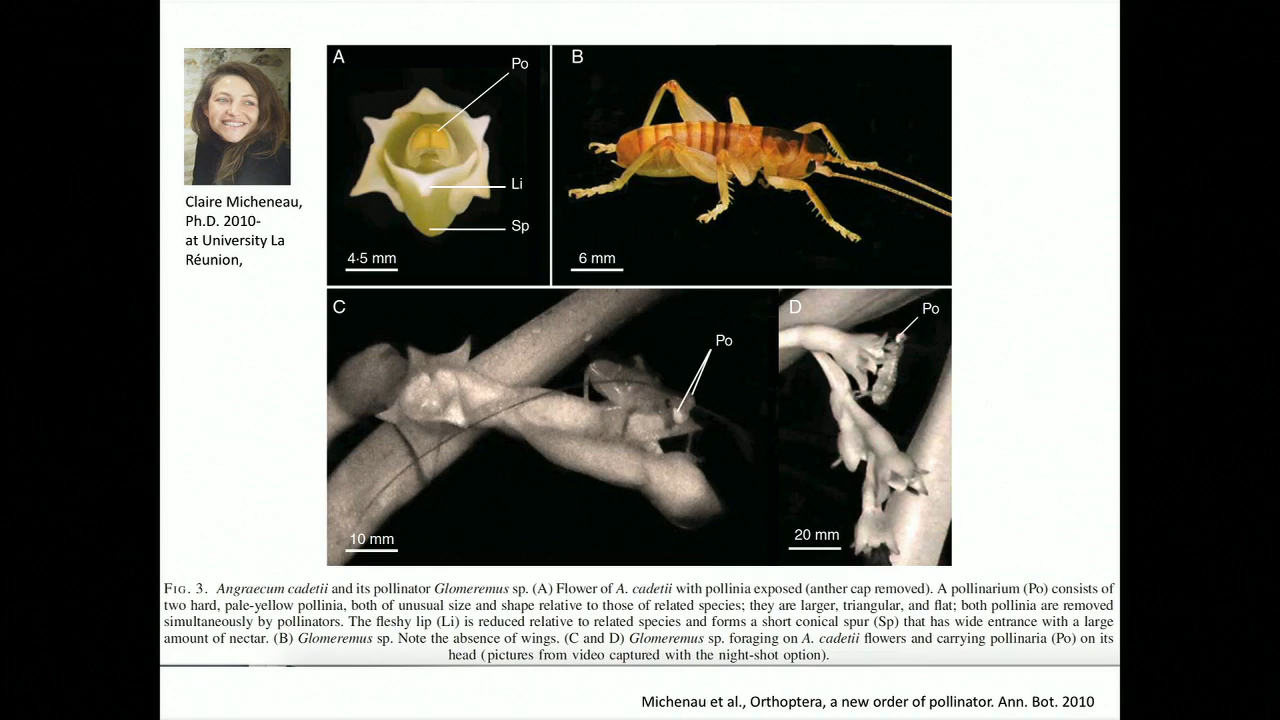 Claire Micheneau,
Ph.D. 2010-
at University La
Réunion,
A
Po
Li
Sp
4·5 mm
B
6 mm
C
Po
10 mm
D
Po
20 mm
FIG. 3. Angraecum cadetii and its pollinator Glomeremus sp. (A) Flower of A. cadetii with pollinia exposed (anther cap removed). A pollinarium (Po) consists of
two hard, pale-yellow pollinia, both of unusual size and shape relative to those of related species; they are larger, triangular, and flat; both pollinia are removed
simultaneously by pollinators. The fleshy lip (Li) is reduced relative to related species and forms a short conical spur (Sp) that has wide entrance with a large
amount of nectar. (B) Glomeremus sp. Note the absence of wings. (C and D) Glomeremus sp. foraging on A. cadetii flowers and carrying pollinaria (Po) on its
head (pictures from video captured with the night-shot option).
Michenau et al., Orthoptera, a new order of pollinator. Ann. Bot. 2010